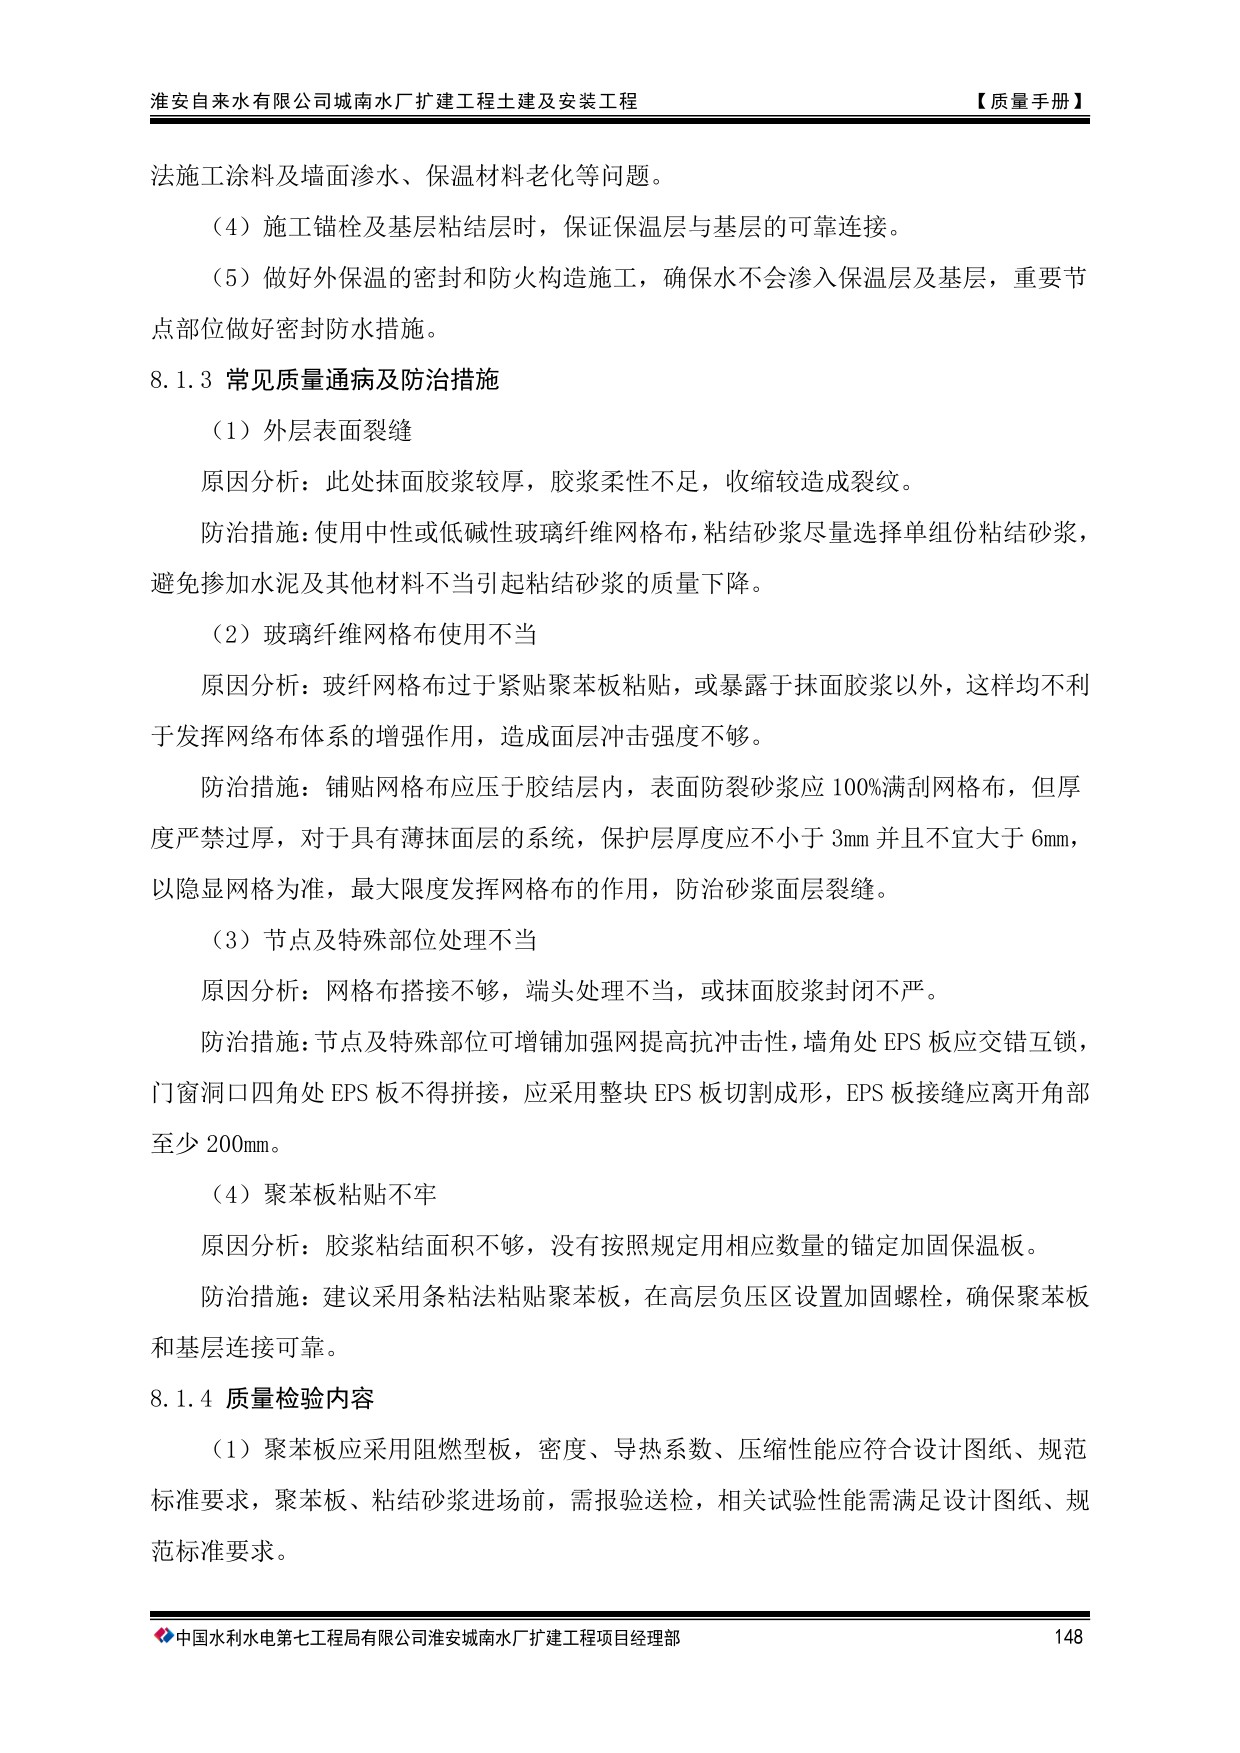 淮安自来水有限公司城南水厂扩建工程土建及安装工程 【质量手册】
法施工涂料及墙面渗水、保温材料老化等问题。
（4）施工锚栓及基层粘结层时，保证保温层与基层的可靠连接。
（5）做好外保温的密封和防火构造施工，确保水不会渗入保温层及基层，重要节
点部位做好密封防水措施。
8.1.3 常见质量通病及防治措施
（1）外层表面裂缝
原因分析：此处抹面胶浆较厚，胶浆柔性不足，收缩较造成裂纹。
防治措施：使用中性或低碱性玻璃纤维网格布，粘结砂浆尽量选择单组份粘结砂浆，
避免掺加水泥及其他材料不当引起粘结砂浆的质量下降。
（2）玻璃纤维网格布使用不当
原因分析：玻纤网格布过于紧贴聚苯板粘贴，或暴露于抹面胶浆以外，这样均不利
于发挥网络布体系的增强作用，造成面层冲击强度不够。
防治措施：铺贴网格布应压于胶结层内，表面防裂砂浆应 100%满刮网格布，但厚
度严禁过厚，对于具有薄抹面层的系统，保护层厚度应不小于 3mm 并且不宜大于 6mm，
以隐显网格为准，最大限度发挥网格布的作用，防治砂浆面层裂缝。
（3）节点及特殊部位处理不当
原因分析：网格布搭接不够，端头处理不当，或抹面胶浆封闭不严。
防治措施：节点及特殊部位可增铺加强网提高抗冲击性，墙角处 EPS 板应交错互锁，
门窗洞口四角处 EPS 板不得拼接，应采用整块 EPS 板切割成形，EPS 板接缝应离开角部
至少 200mm。
（4）聚苯板粘贴不牢
原因分析：胶浆粘结面积不够，没有按照规定用相应数量的锚定加固保温板。
防治措施：建议采用条粘法粘贴聚苯板，在高层负压区设置加固螺栓，确保聚苯板
和基层连接可靠。
8.1.4 质量检验内容
（1）聚苯板应采用阻燃型板，密度、导热系数、压缩性能应符合设计图纸、规范
标准要求，聚苯板、粘结砂浆进场前，需报验送检，相关试验性能需满足设计图纸、规
范标准要求。
中国水利水电第七工程局有限公司淮安城南水厂扩建工程项目经理部 148